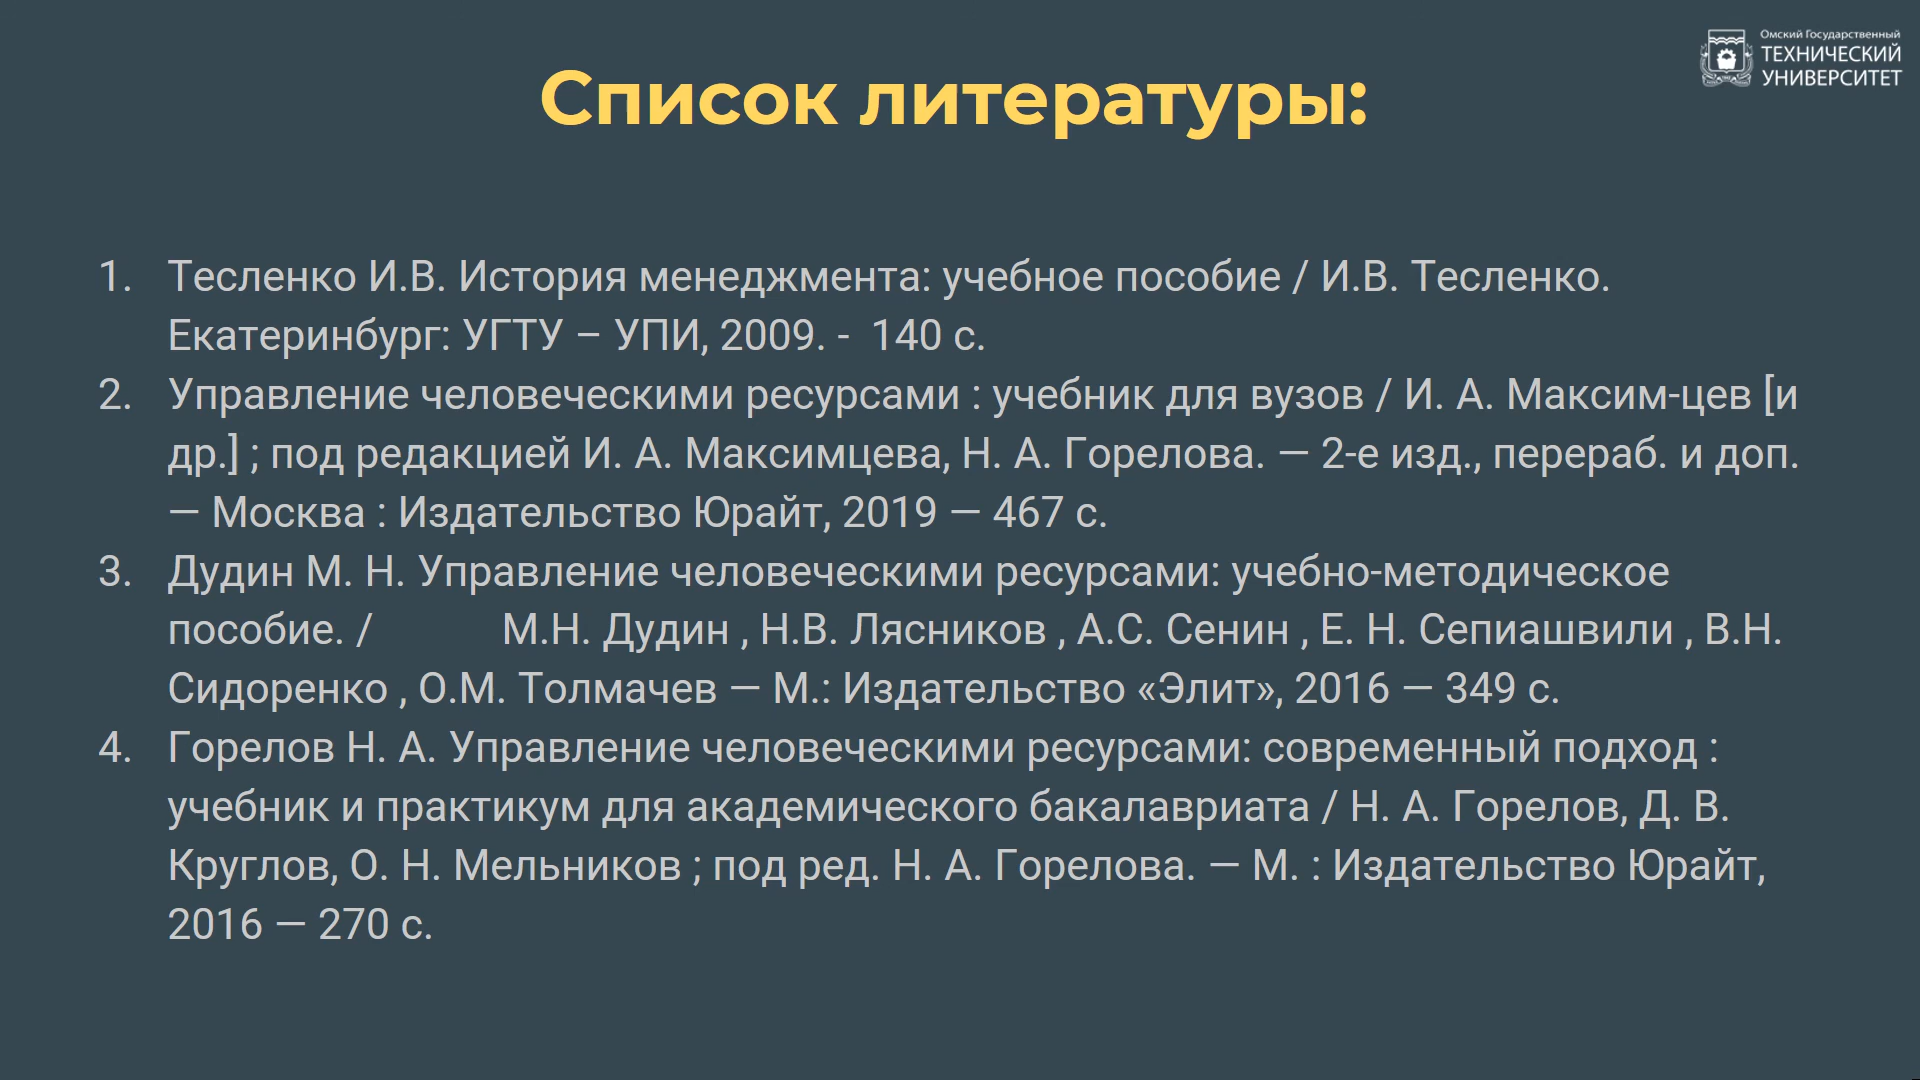 Омский Государственный
ТЕХНИЧЕСКИЙ
УНИВЕРСИТЕТ
Список литературы:
1. Тесленко И.В. История менеджмента: учебное пособие / И.В. Тесленко.
Екатеринбург: УГТУ – УПИ, 2009. - 140 с.
2. Управление человеческими ресурсами : учебник для вузов / И. А. Максим-цев [и
др.] ; под редакцией И. А. Максимцева, Н. А. Горелова. — 2-е изд., перераб. и доп.
— Москва : Издательство Юрайт, 2019 — 467 с.
3. Дудин М. Н. Управление человеческими ресурсами: учебно-методическое
пособие. / М.Н. Дудин , Н.В. Лясников , А.С. Сенин , Е. Н. Сепиашвили , В.Н.
Сидоренко , О.М. Толмачев — М.: Издательство «Элит», 2016 — 349 с.
4. Горелов Н. А. Управление человеческими ресурсами: современный подход :
учебник и практикум для академического бакалавриата / Н. А. Горелов, Д. В.
Круглов, О. Н. Мельников ; под ред. Н. А. Горелова. — М. : Издательство Юрайт,
2016 — 270 с.